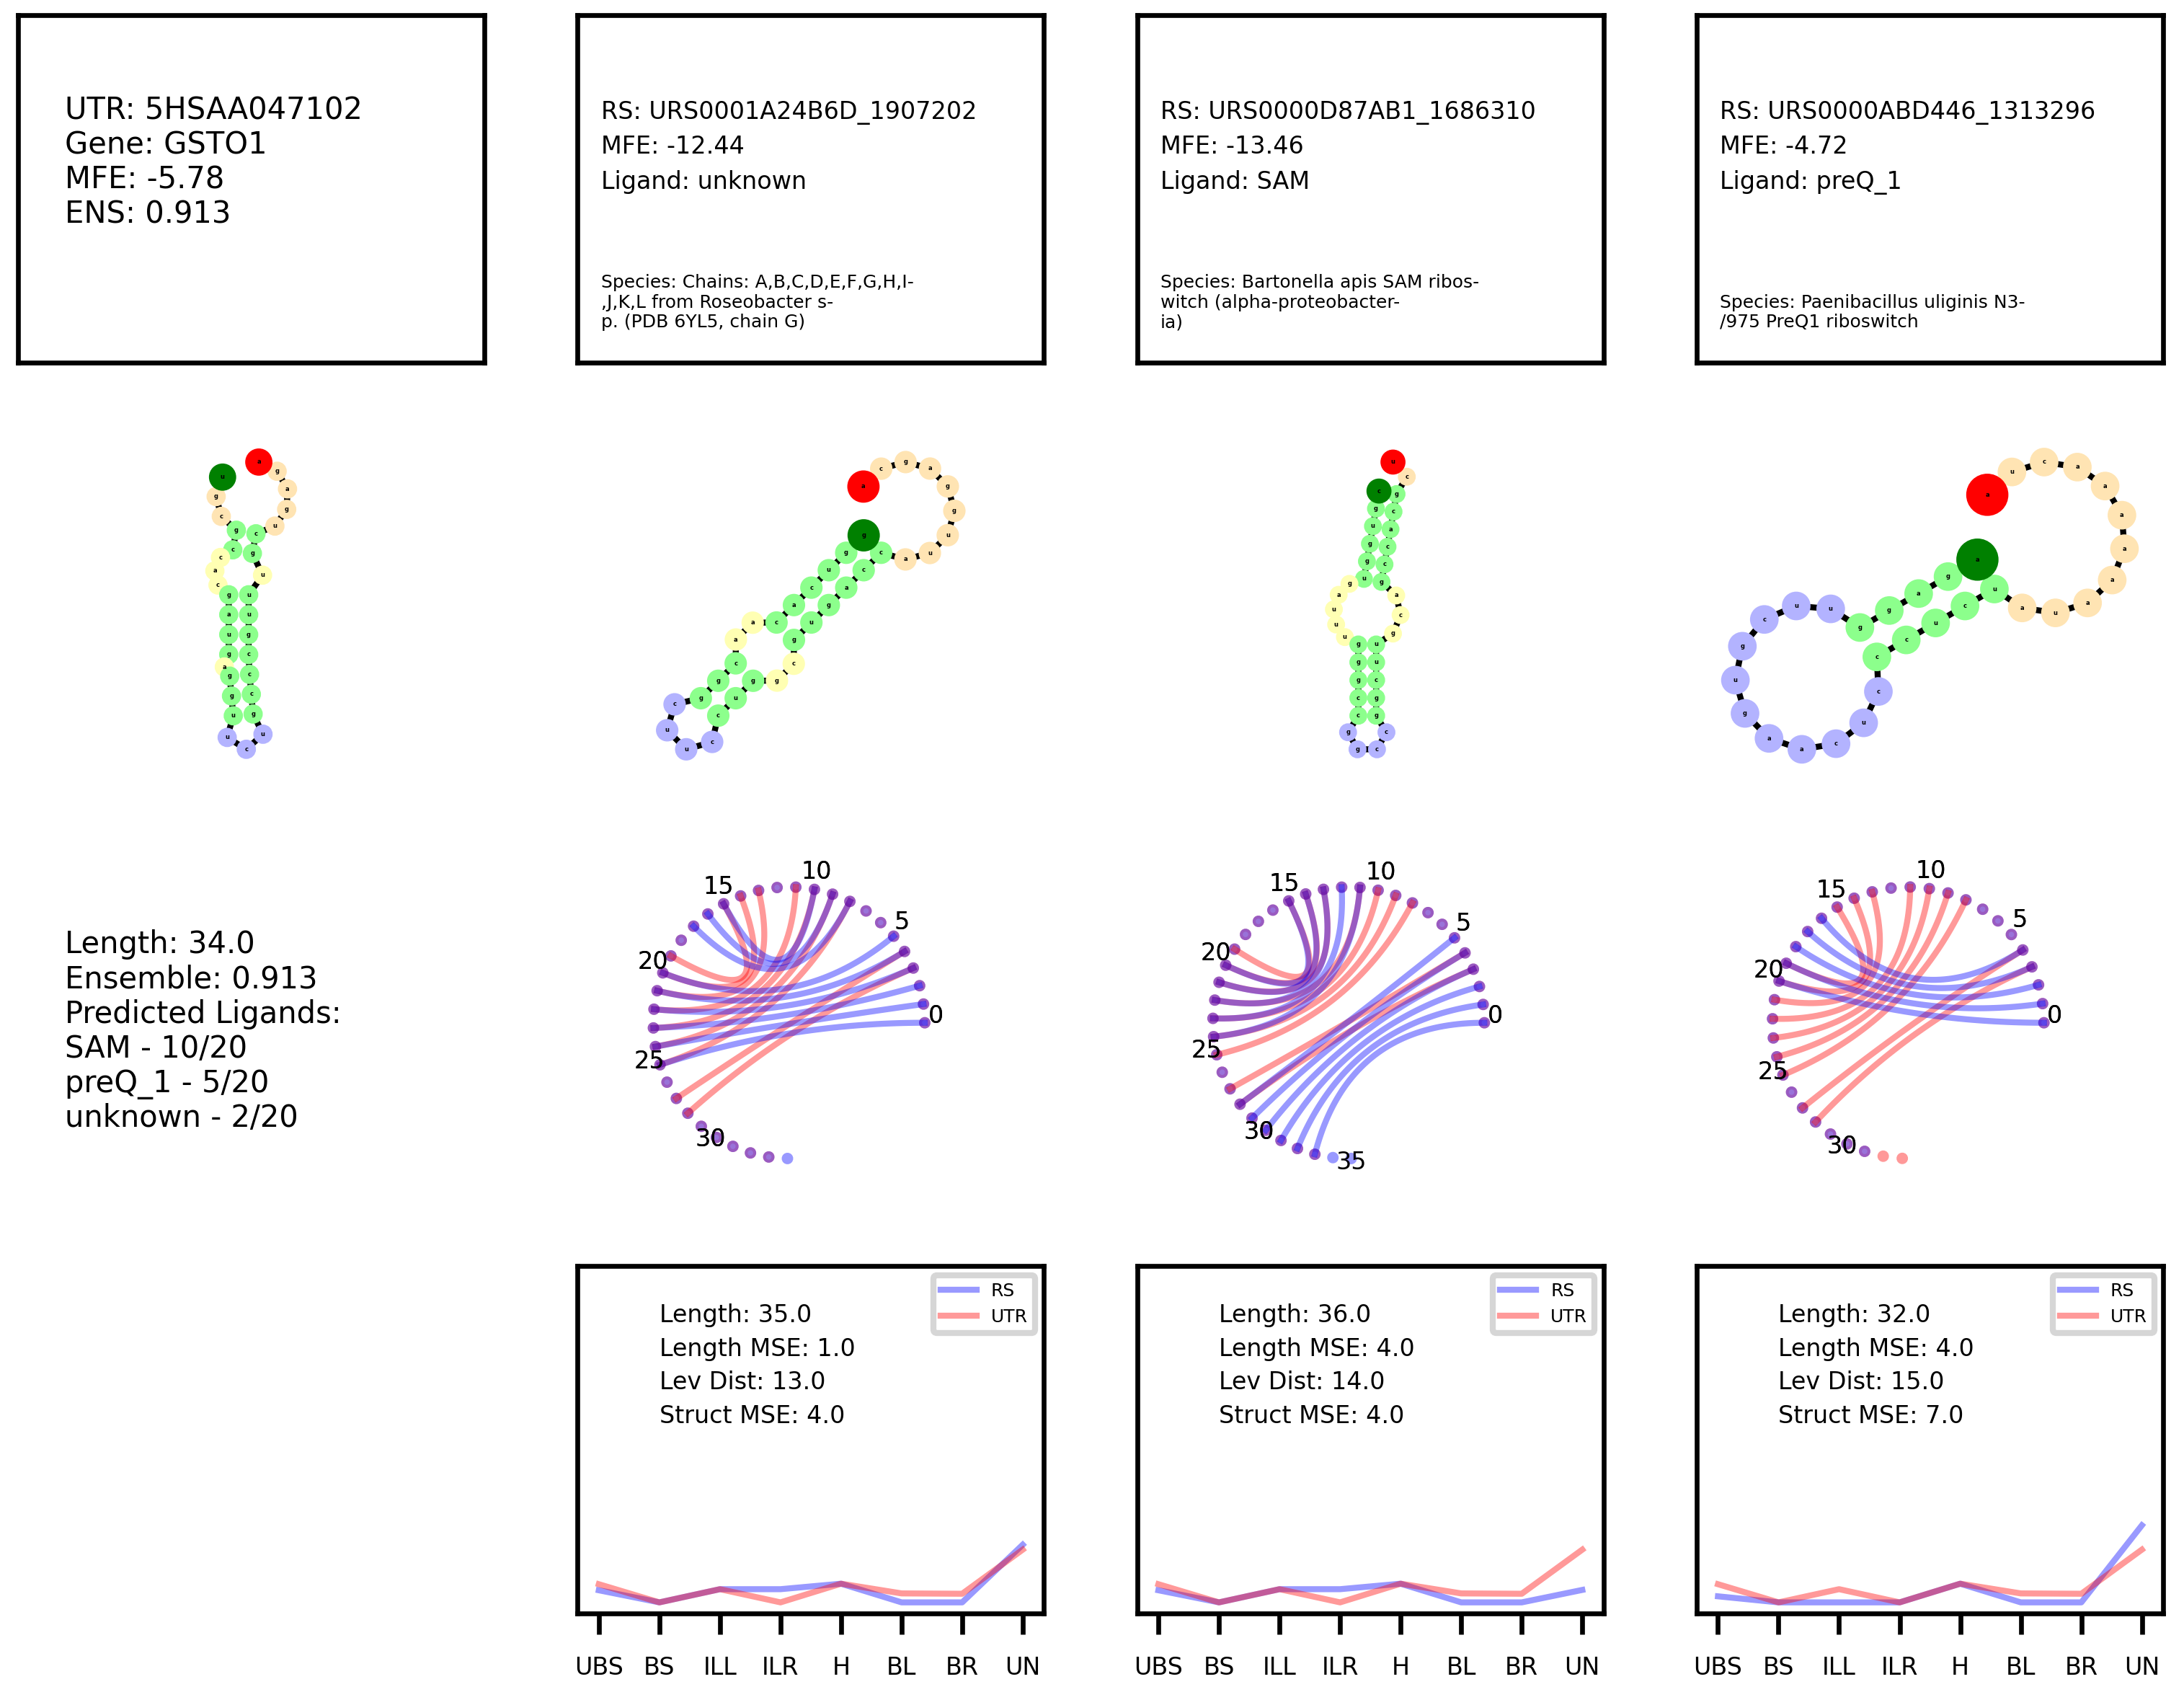 UTR: 5HSAA047102
Gene: GSTO1
MFE: -5.78
ENS: 0.913
RS: URS0001A24B6D_1907202
MFE: -12.44
Ligand: unknown
Species: Chains: A,B,C,D,E,F,G,H,I-
,J,K,L from Roseobacter s-
p. (PDB 6YL5, chain G)
RS: URS0000D87AB1_1686310
MFE: -13.46
Ligand: SAM
Species: Bartonella apis SAM ribos-
witch (alpha-proteobacter-
ia)
RS: URS0000ABD446_1313296
MFE: -4.72
Ligand: preQ_1
Species: Paenibacillus uliginis N3-
/975 PreQ1 riboswitch
Length: 34.0
Ensemble: 0.913
Predicted Ligands:
SAM - 10/20
preQ_1 - 5/20
unknown - 2/20
0
5
10
15
20
25
30
0
5
10
15
20
25
30
35
0
5
10
15
20
25
30
RS
UTR
Length: 35.0
Length MSE: 1.0
Lev Dist: 13.0
Struct MSE: 4.0
UBS BS ILL ILR H BL BR UN
RS
UTR
Length: 36.0
Length MSE: 4.0
Lev Dist: 14.0
Struct MSE: 4.0
UBS BS ILL ILR H BL BR UN
RS
UTR
Length: 32.0
Length MSE: 4.0
Lev Dist: 15.0
Struct MSE: 7.0
UBS BS ILL ILR H BL BR UN